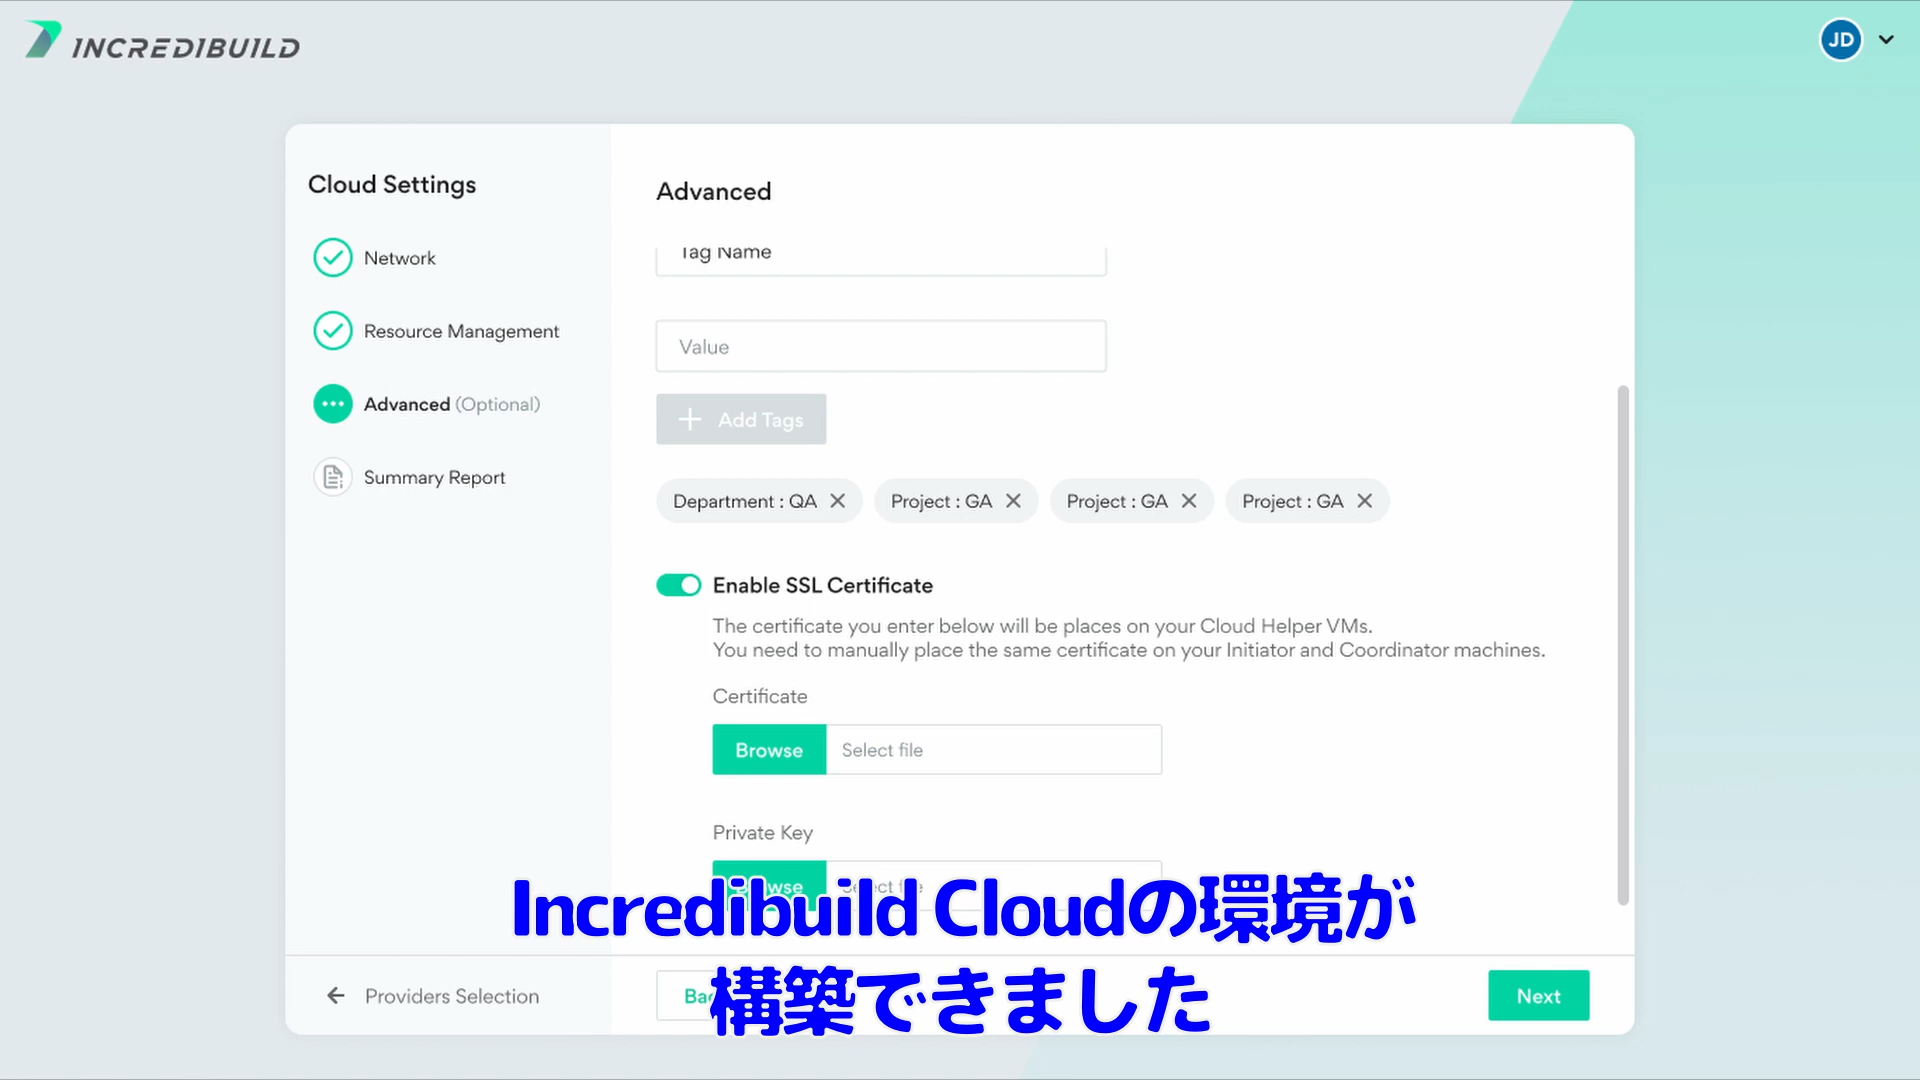 INCREDIBUILD
JD
Cloud Settings
Network
Resource Management
Advanced (Optional)
Summary Report
Providers Selection
Advanced
Tag Name
Value
Add Tags
Department : QA
Project : GA
Project : GA
Project : GA
Enable SSL Certificate
The certificate you enter below will be places on your Cloud Helper VMs.
You need to manually place the same certificate on your Initiator and Coordinator machines.
Certificate
Browse Select file
Private Key
Next
Incredibuild Cloudの環境が
構築できました